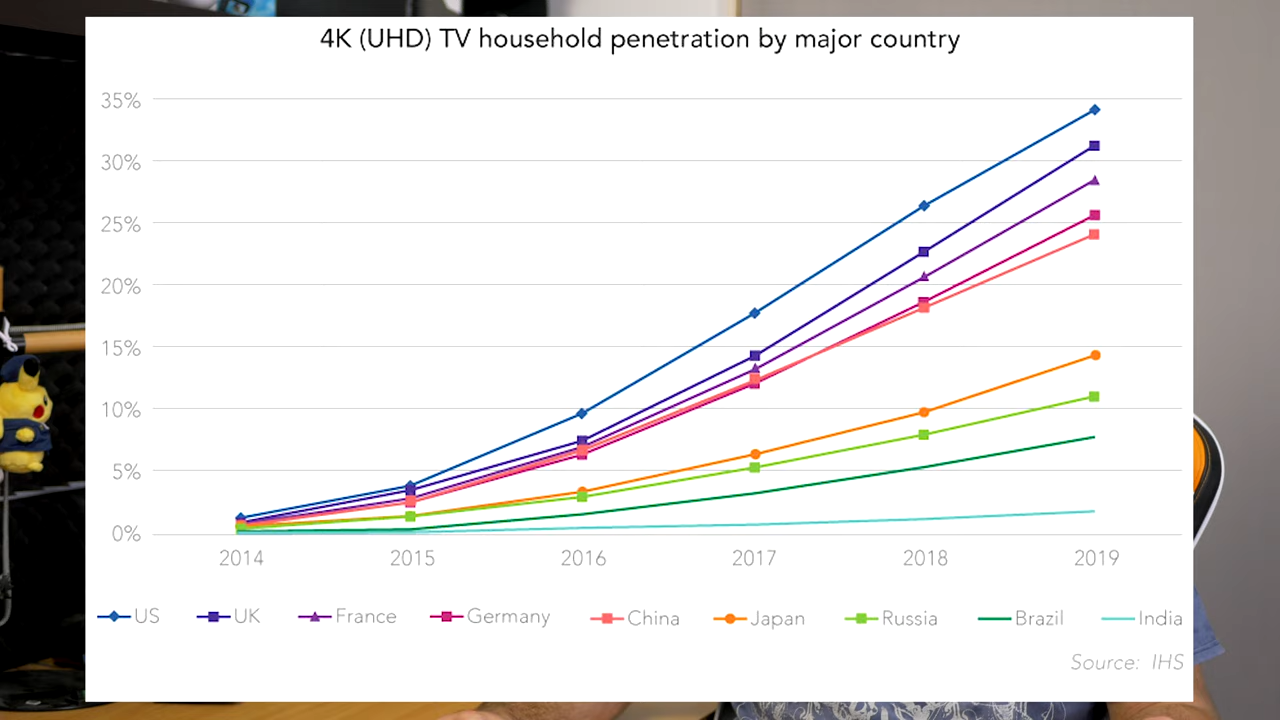 4K (UHD) TV household penetration by major country
35%
30%
25%
20%
15%
10%
5%
0%
2014 2015 2016 2017 2018 2019
US UK France Germany China Japan Russia Brazil India
Source: IHS